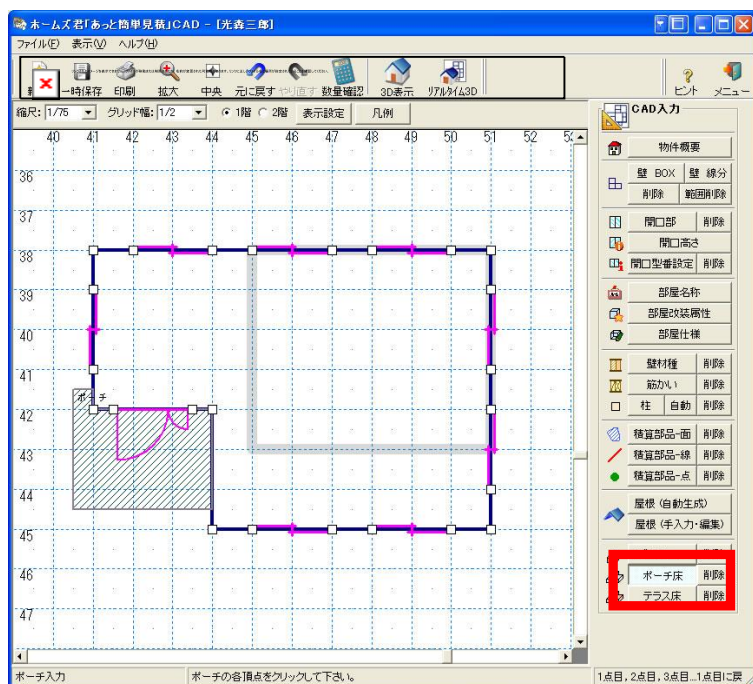 ホームズ君「あっと簡単見積」CAD - [光森三郎]
ファイル(F) 表示(V) ヘルプ(H)
一時保存 印刷 拡大 中央 元に戻す やり直す 数量確認 3D表示 リアルタイム3D ヒント メニュー
縮尺: 1/75 グリッド幅: 1/2 1階 2階 表示設定 凡例
CAD入力
40 41 42 43 44 45 46 47 48 49 50 51 52
物件概要
壁 BOX 壁 線分
削除 範囲削除
開口部 削除
開口高さ
開口型番設定 削除
部屋名称
部屋改装属性
部屋仕様
壁材種 削除
筋かい 削除
柱 自動 削除
積算部品-面 削除
積算部品-線 削除
積算部品-点 削除
屋根 (自動生成)
屋根 (手入力・編集)
ポーチ床 削除
テラス床 削除
36
37
38
39
40
41
ポーチ
42
43
44
45
46
47
ポーチ入力 ポーチの各頂点をクリックして下さい。 1点目,2点目,3点目...1点目に戻